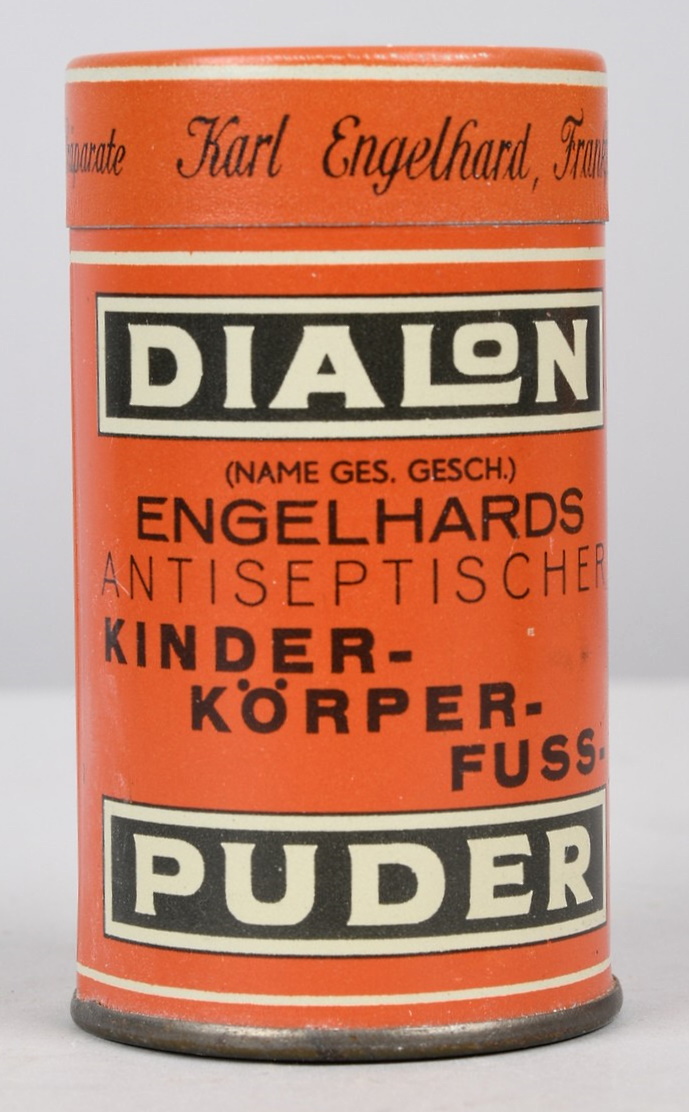 Karl Engelhard,
DIALON
(NAME GES. GESCH.)
ENGELHARDS
ANTISEPTISCHER
KINDER-
KÖRPER-
FUSS-
PUDER